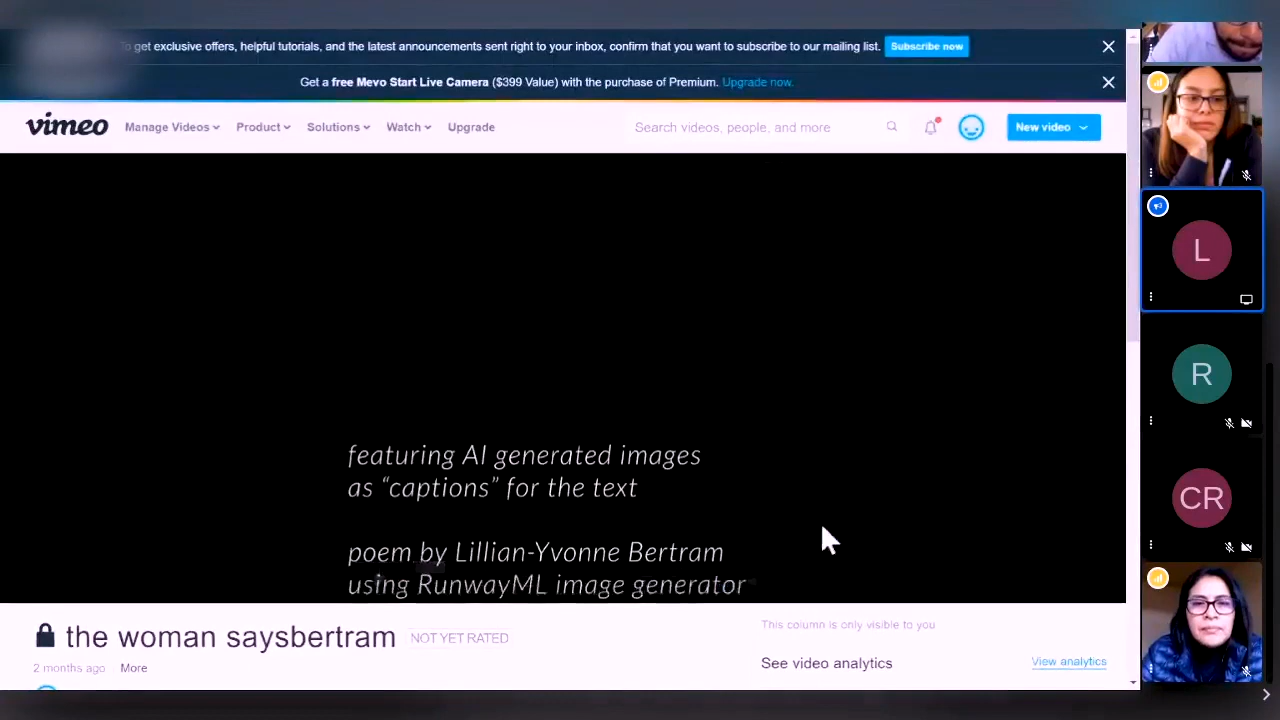 To get exclusive offers, helpful tutorials, and the latest announcements sent right to your inbox, confirm that you want to subscribe to our mailing list. Subscribe now
Get a free Mevo Start Live Camera ($399 Value) with the purchase of Premium. Upgrade now.
vimeo Manage Videos Product Solutions Watch Upgrade Search videos, people, and more New video
featuring AI generated images
as “captions” for the text
poem by Lillian-Yvonne Bertram
using RunwayML image generator
the woman saysbertram NOT YET RATED
2 months ago More
This column is only visible to you
See video analytics View analytics
L
R
CR